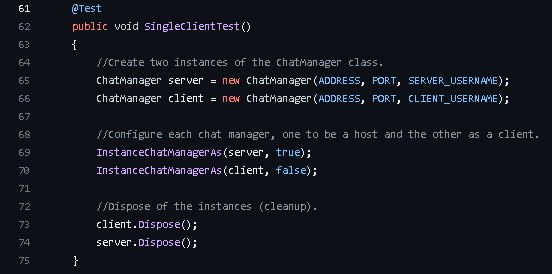 61 @Test
62 public void SingleClientTest()
63 {
64 //Create two instances of the ChatManager class.
65 ChatManager server = new ChatManager(ADDRESS, PORT, SERVER_USERNAME);
66 ChatManager client = new ChatManager(ADDRESS, PORT, CLIENT_USERNAME);
67
68 //Configure each chat manager, one to be a host and the other as a client.
69 InstanceChatManagerAs(server, true);
70 InstanceChatManagerAs(client, false);
71
72 //Dispose of the instances (cleanup).
73 client.Dispose();
74 server.Dispose();
75 }